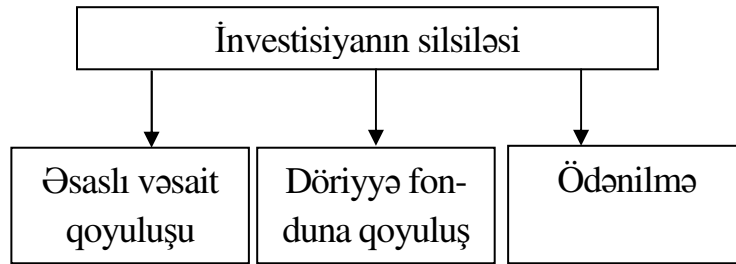 İnvestisiyanın silsiləsi
Əsaslı vəsait
qoyuluşu
Döriyyə fon-
duna qoyuluş
Ödənilmə